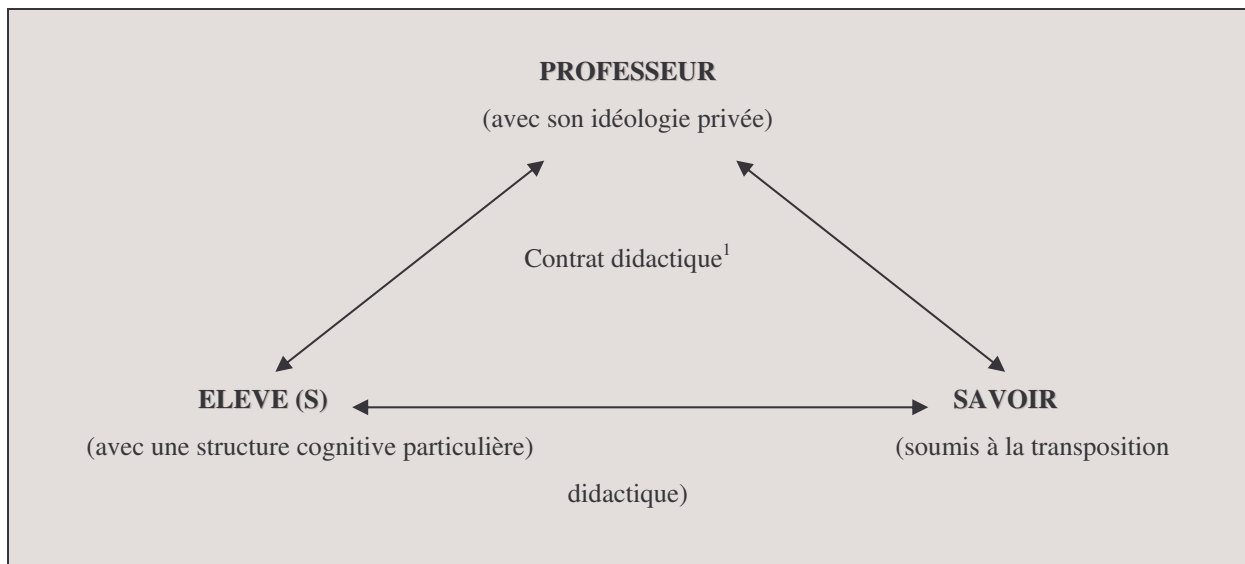 PROFESSEUR
(avec son idéologie privée)
Contrat didactique1
ELEVE (S) SAVOIR
(avec une structure cognitive particulière) (soumis à la transposition
didactique)